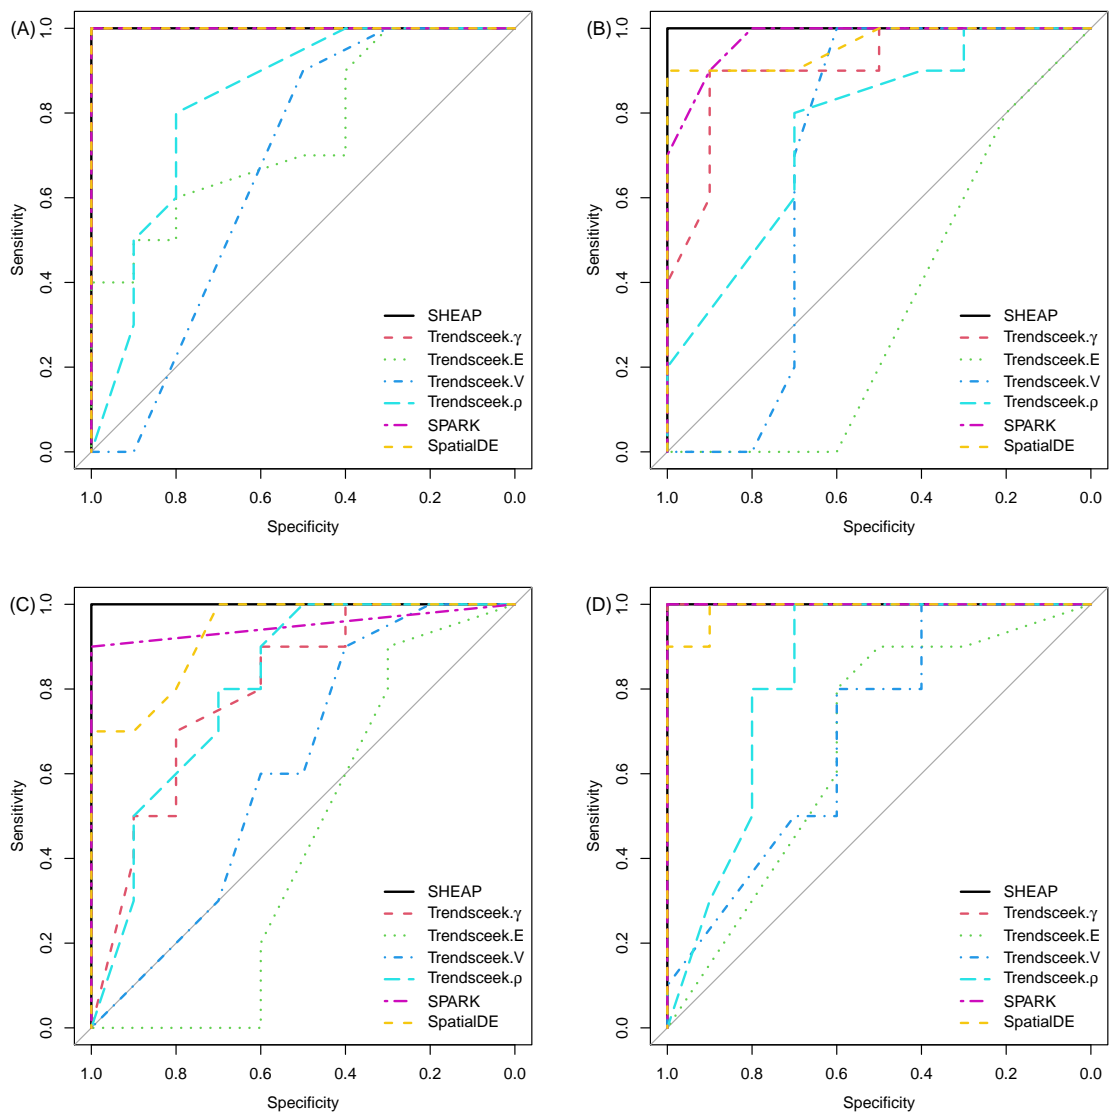 (A)
1.0
0.8
0.6
0.4
0.2
0.0
Sensitivity
SHEAP
Trendsceek.γ
Trendsceek.E
Trendsceek.V
Trendsceek.ρ
SPARK
SpatialDE
1.0 0.8 0.6 0.4 0.2 0.0
Specificity
(B)
1.0
0.8
0.6
0.4
0.2
0.0
Sensitivity
SHEAP
Trendsceek.γ
Trendsceek.E
Trendsceek.V
Trendsceek.ρ
SPARK
SpatialDE
1.0 0.8 0.6 0.4 0.2 0.0
Specificity
(C)
1.0
0.8
0.6
0.4
0.2
0.0
Sensitivity
SHEAP
Trendsceek.γ
Trendsceek.E
Trendsceek.V
Trendsceek.ρ
SPARK
SpatialDE
1.0 0.8 0.6 0.4 0.2 0.0
Specificity
(D)
1.0
0.8
0.6
0.4
0.2
0.0
Sensitivity
SHEAP
Trendsceek.γ
Trendsceek.E
Trendsceek.V
Trendsceek.ρ
SPARK
SpatialDE
1.0 0.8 0.6 0.4 0.2 0.0
Specificity